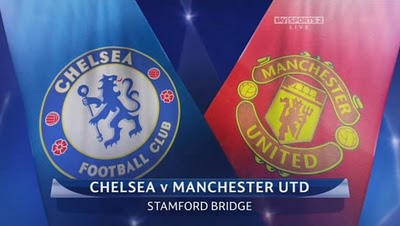 sky SPORTS 2
LIVE
CHELSEA
FOOTBALL CLUB
MANCHESTER
UNITED
CHELSEA v MANCHESTER UTD
STAMFORD BRIDGE